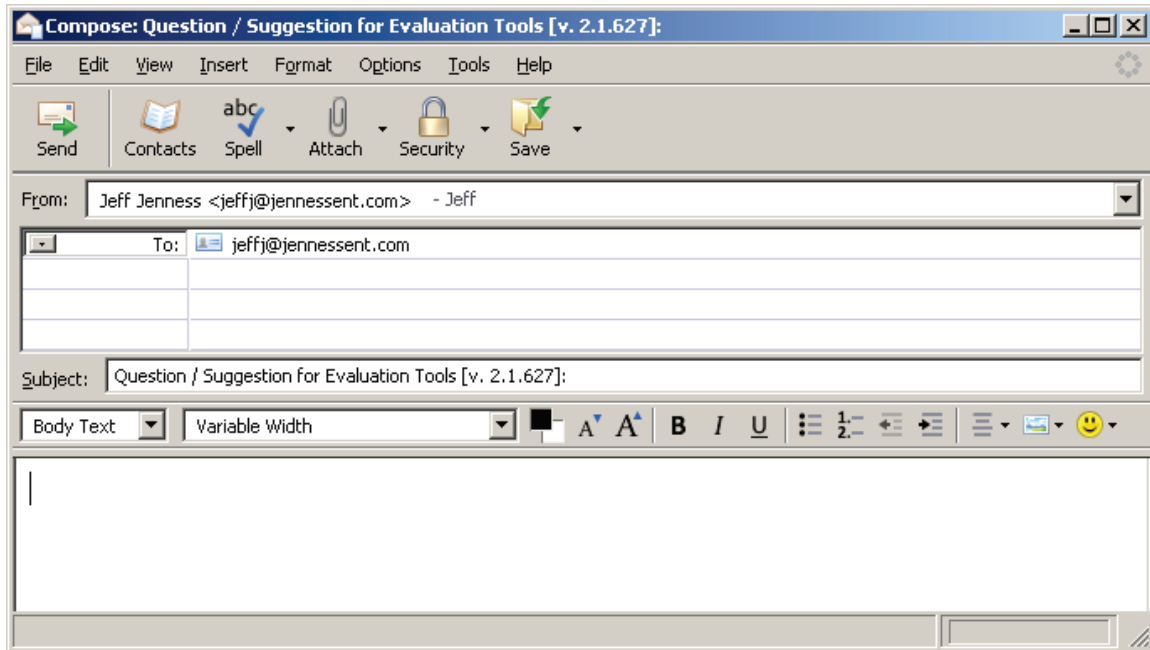 Compose: Question / Suggestion for Evaluation Tools [v. 2.1.627]:
File Edit View Insert Format Options Tools Help
abc
Send Contacts Spell Attach Security Save
From: Jeff Jenness <jeffj@jennessent.com> - Jeff
To: jeffj@jennessent.com
Subject: Question / Suggestion for Evaluation Tools [v. 2.1.627]:
Body Text Variable Width A A B I U 1. 2.